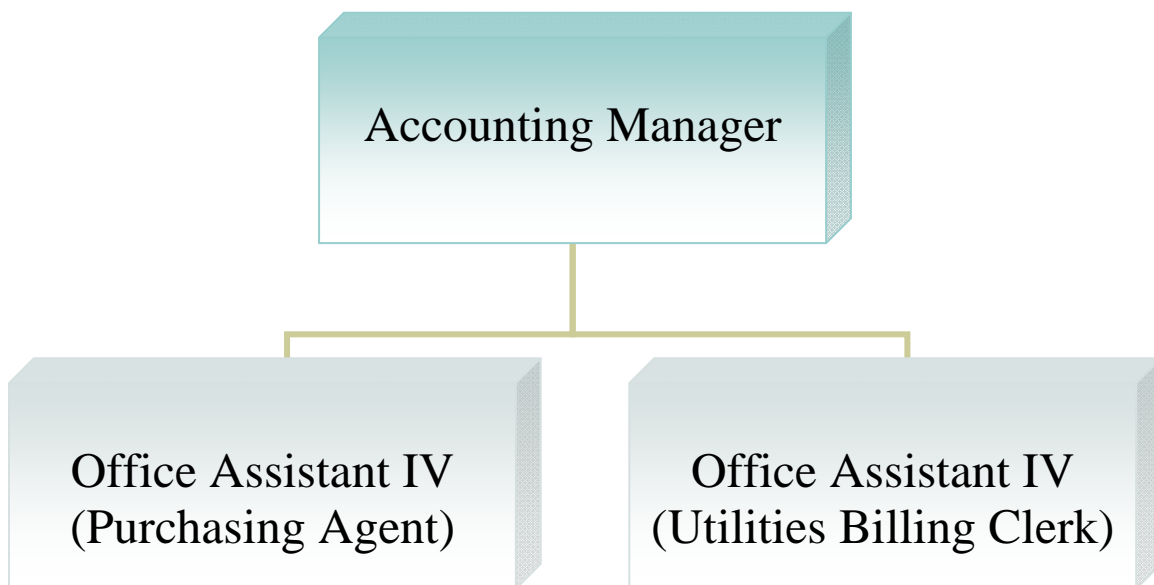 Accounting Manager
Office Assistant IV
(Purchasing Agent)
Office Assistant IV
(Utilities Billing Clerk)